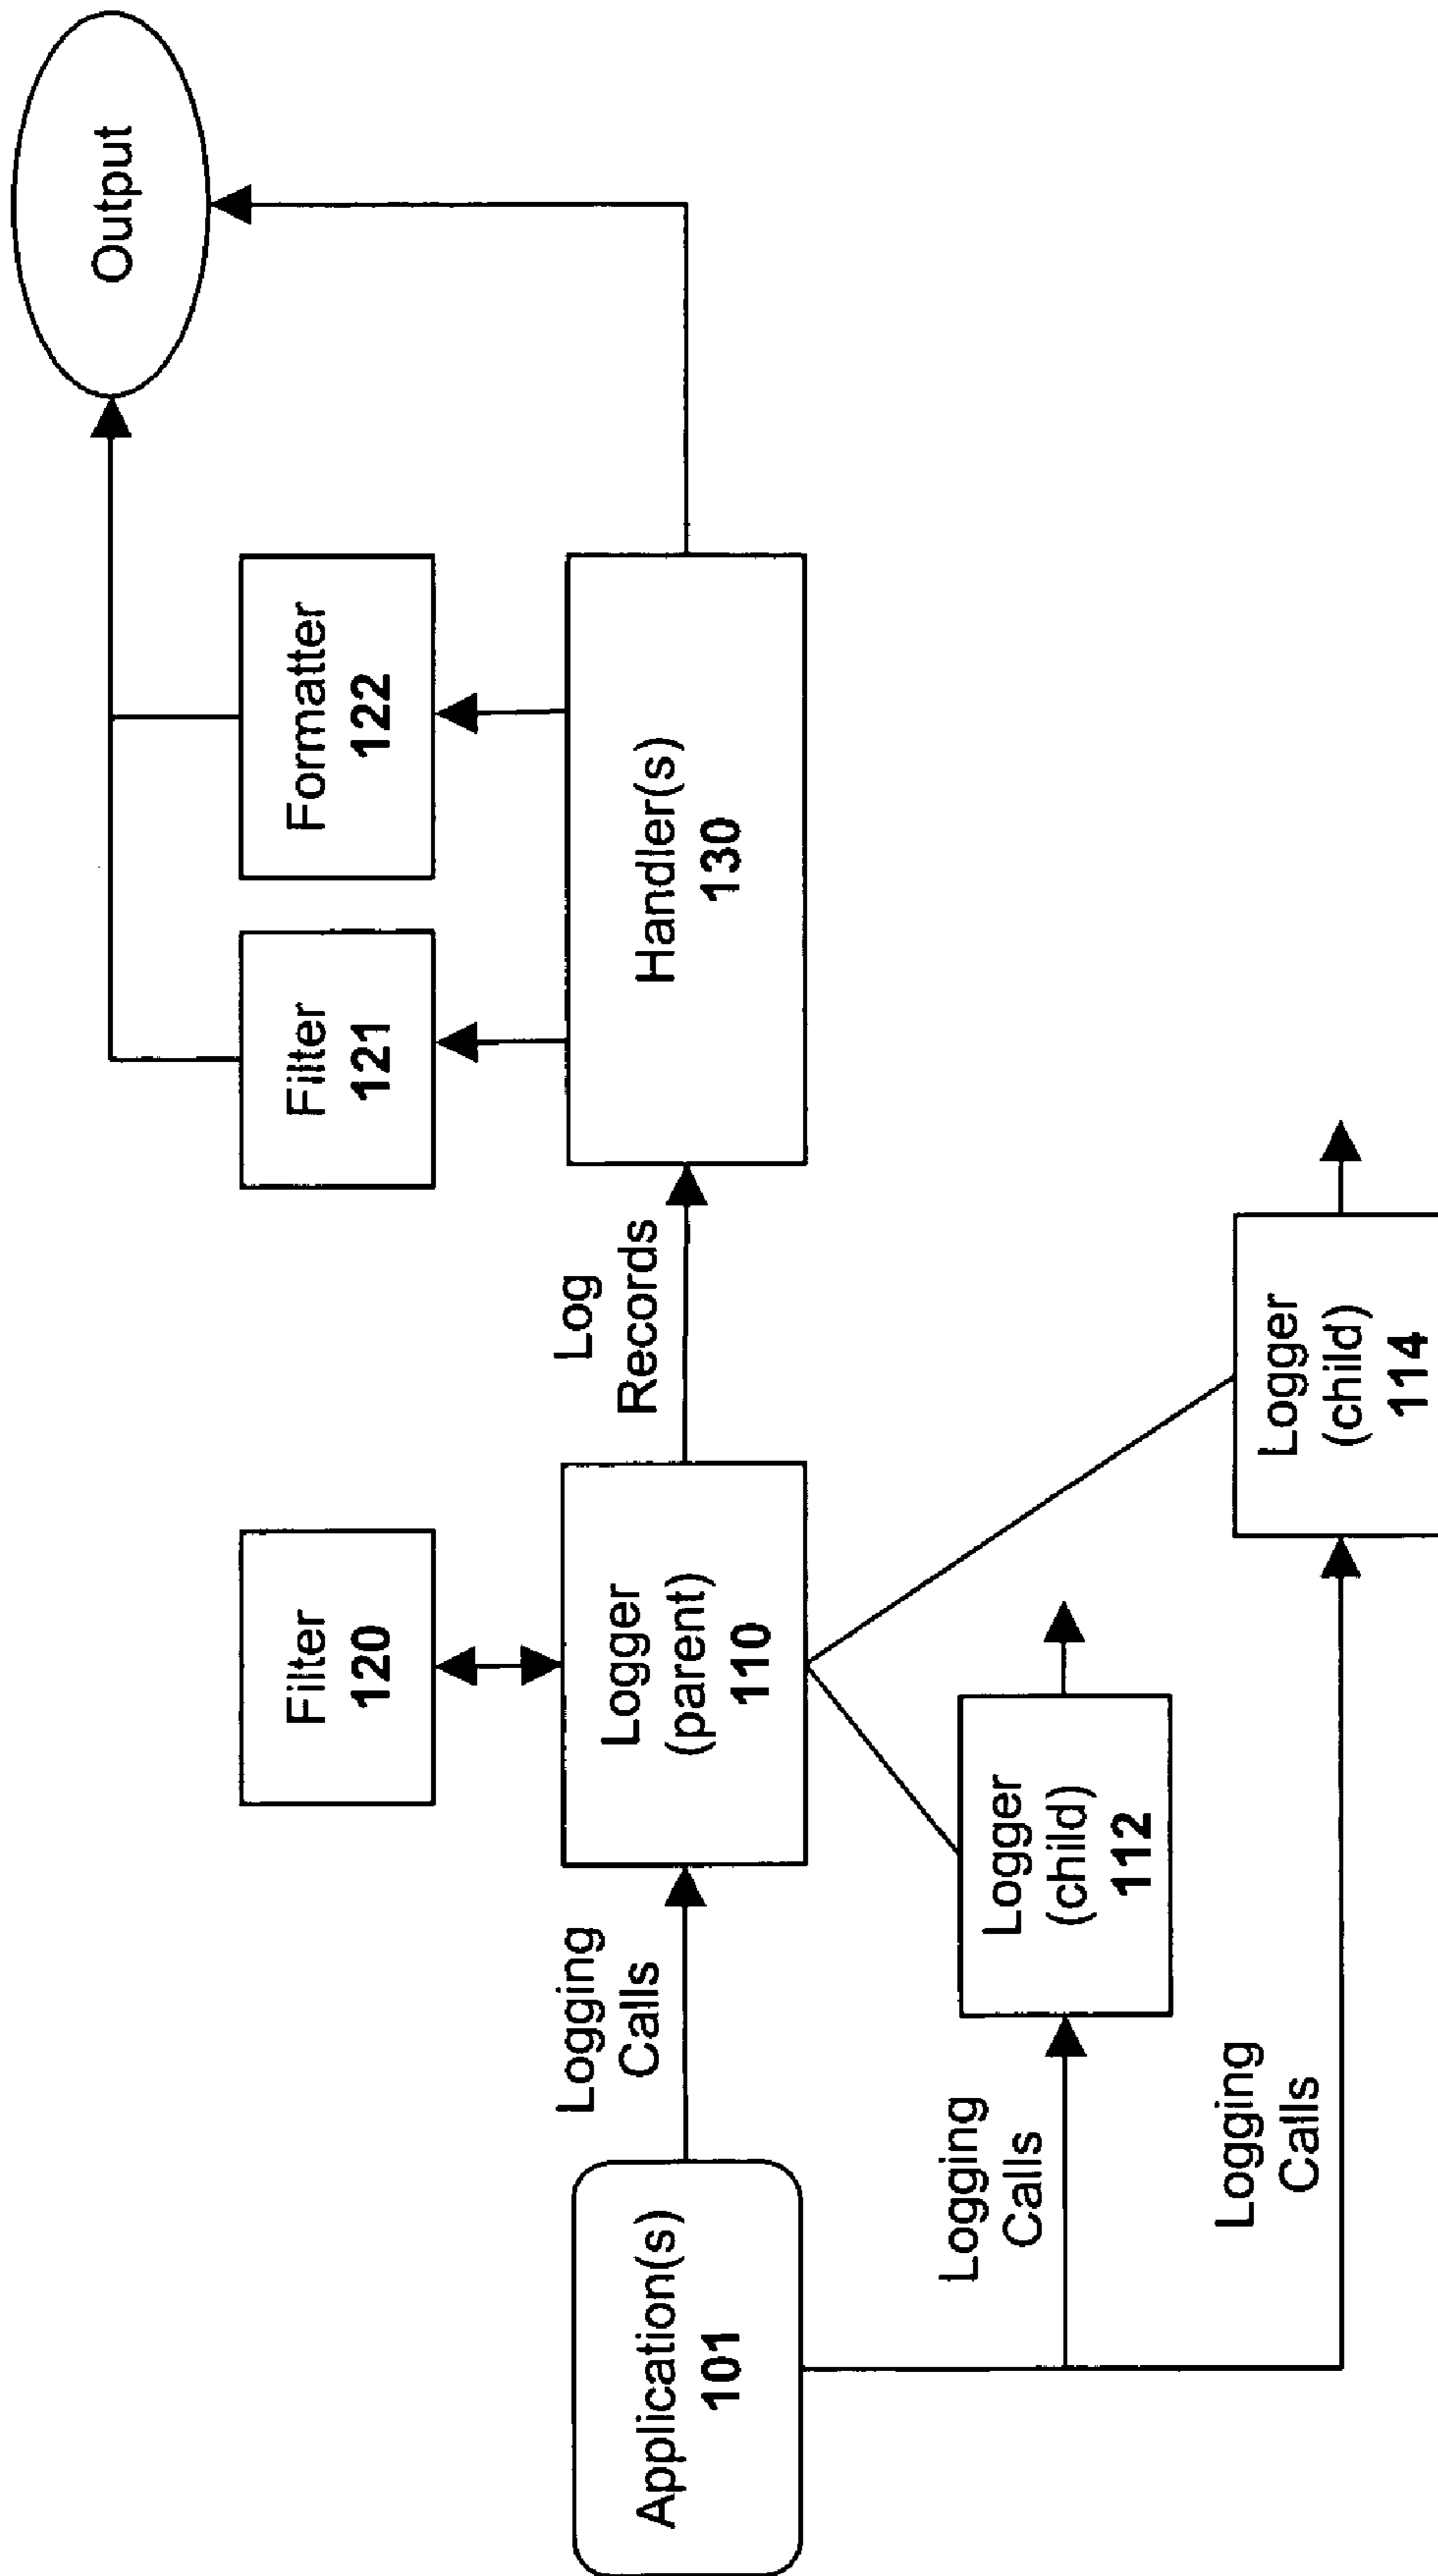 Output
Filter
120
Filter
121
Formatter
122
Application(s)
101
Logging
Calls
Logger
(parent)
110
Log
Records
Handler(s)
130
Logging
Calls
Logger
(child)
112
Logging
Calls
Logger
(child)
114